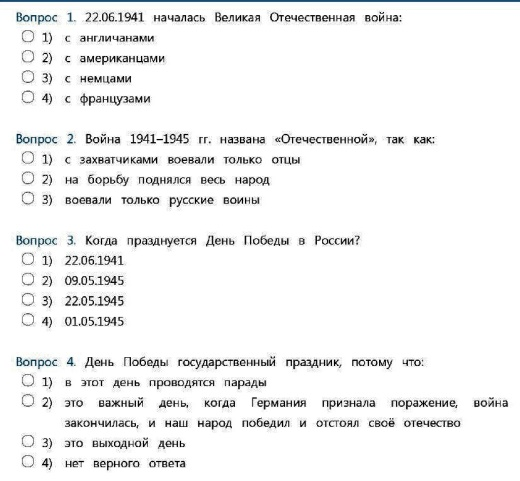 Вопрос 1. 22.06.1941 началась Великая Отечественная война:
1) с англичанами
2) с американцами
3) с немцами
4) с французами
Вопрос 2. Война 1941–1945 гг. названа «Отечественной», так как:
1) с захватчиками воевали только отцы
2) на борьбу поднялся весь народ
3) воевали только русские воины
Вопрос 3. Когда празднуется День Победы в России?
1) 22.06.1941
2) 09.05.1945
3) 22.05.1945
4) 01.05.1945
Вопрос 4. День Победы государственный праздник, потому что:
1) в этот день проводятся парады
2) это важный день, когда Германия признала поражение, война
закончилась, и наш народ победил и отстоял своё отечество
3) это выходной день
4) нет верного ответа